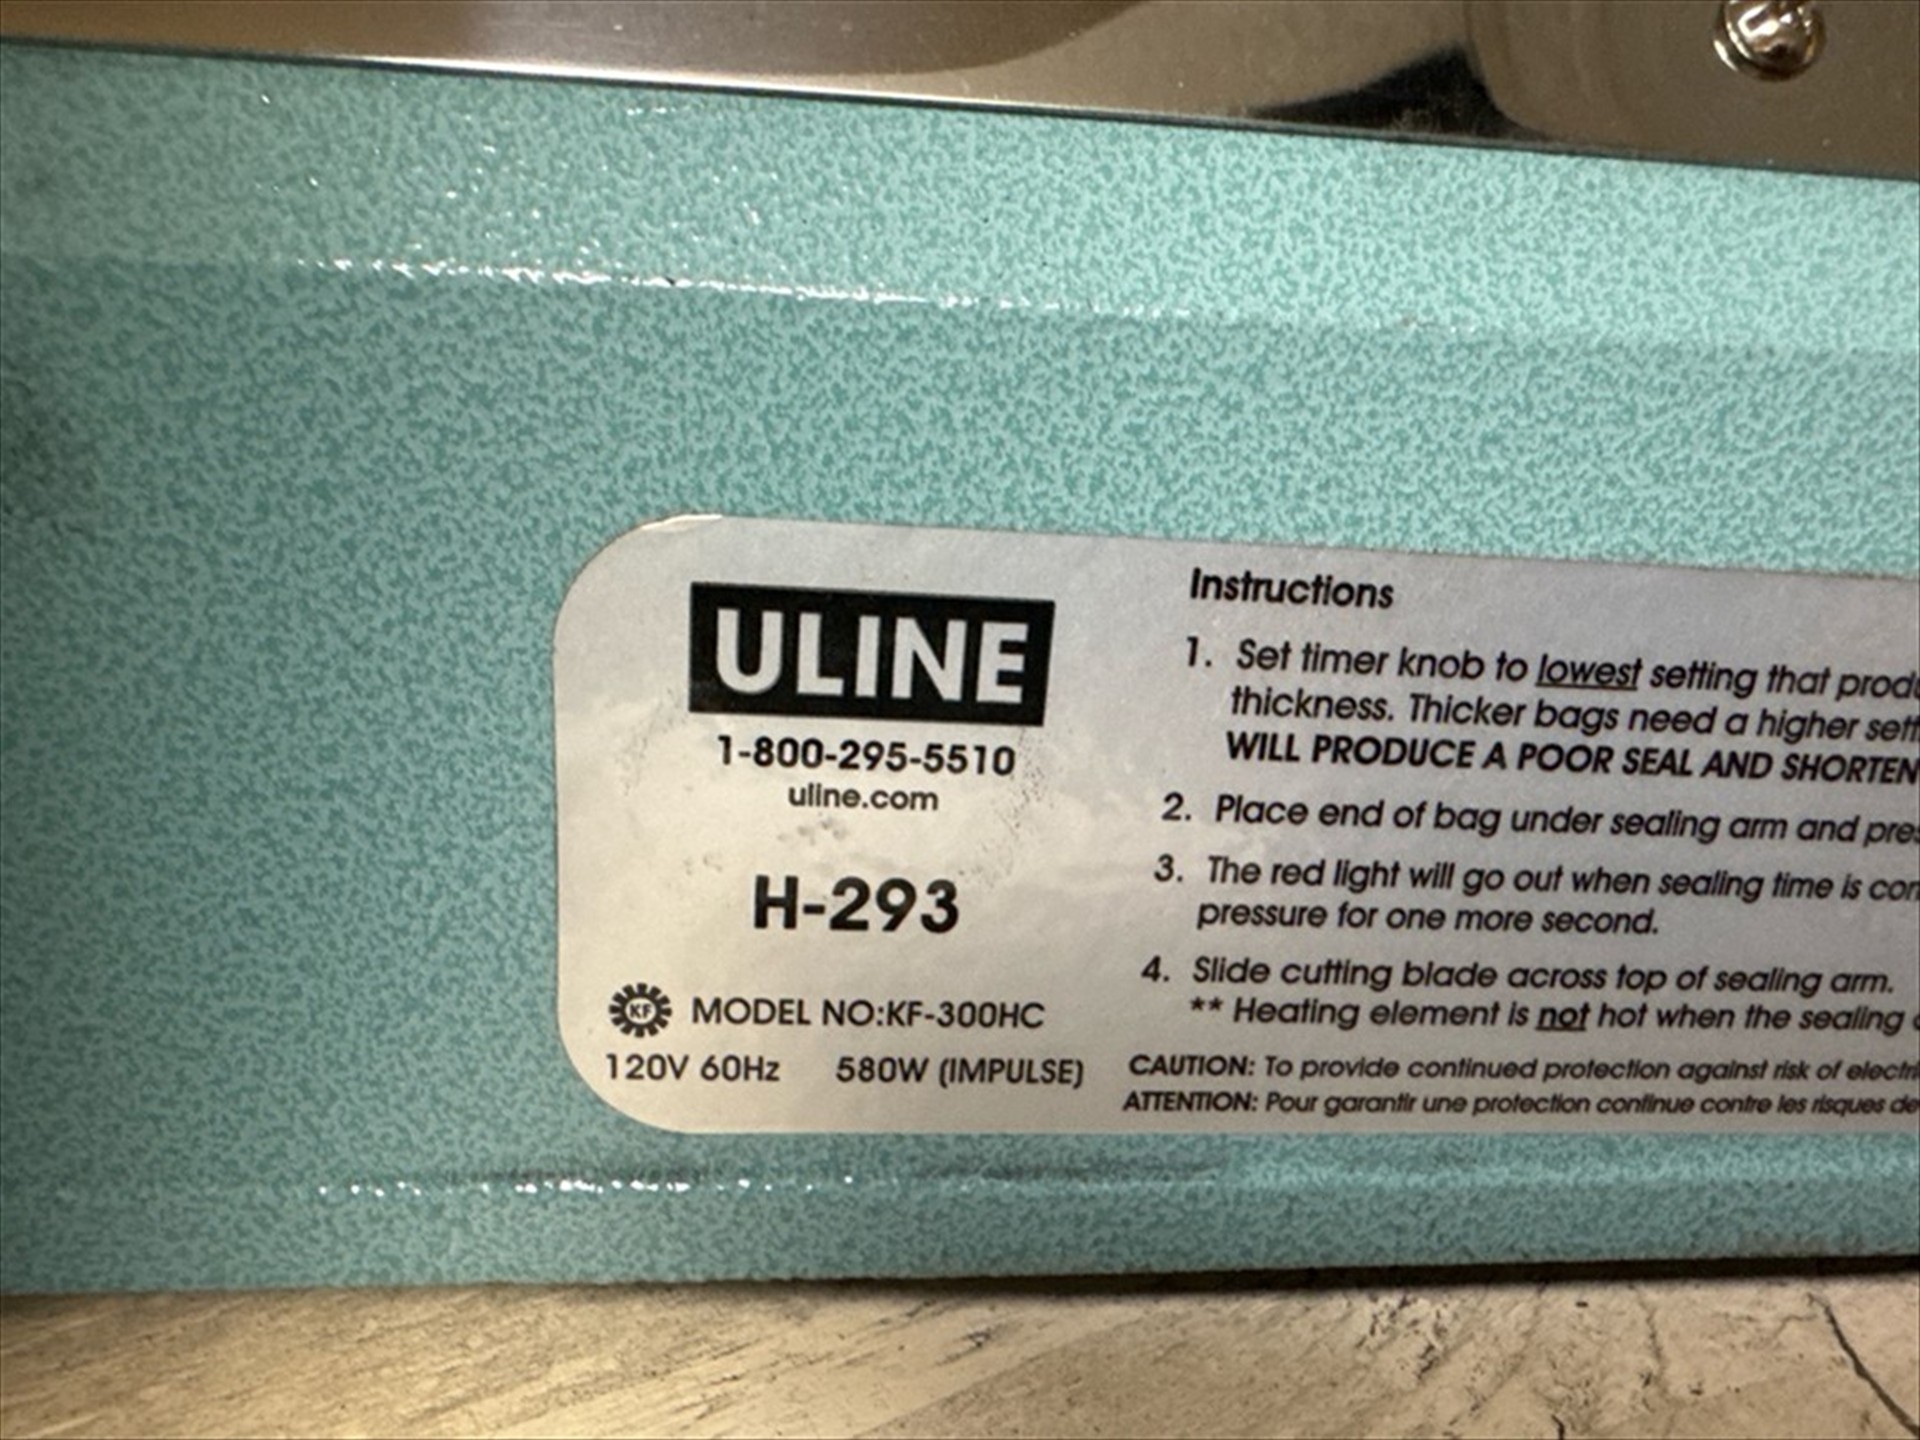 ULINE
1-800-295-5510
uline.com
H-293
KF MODEL NO:KF-300HC
120V 60Hz 580W (IMPULSE)
Instructions
1. Set timer knob to lowest setting that
thickness. Thicker bags need a higher
WILL PRODUCE A POOR SEAL AND SHORTEN
2. Place end of bag under sealing arm and
3. The red light will go out when sealing time is
pressure for one more second.
4. Slide cutting blade across top of sealing arm.
** Heating element is not hot when the sealing
CAUTION: To provide continued protection against risk of
ATTENTION: Pour garantir une protection continue contre les risques de